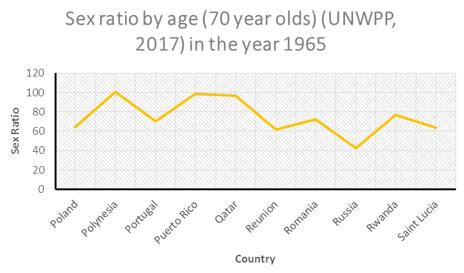 Sex ratio by age (70 year olds) (UNWPP,
2017) in the year 1965
120
100
80
60
40
20
0
Sex Ratio
Poland
Polynesia
Portugal
Puerto Rico
Qatar
Reunion
Romania
Russia
Rwanda
Saint Lucia
Country